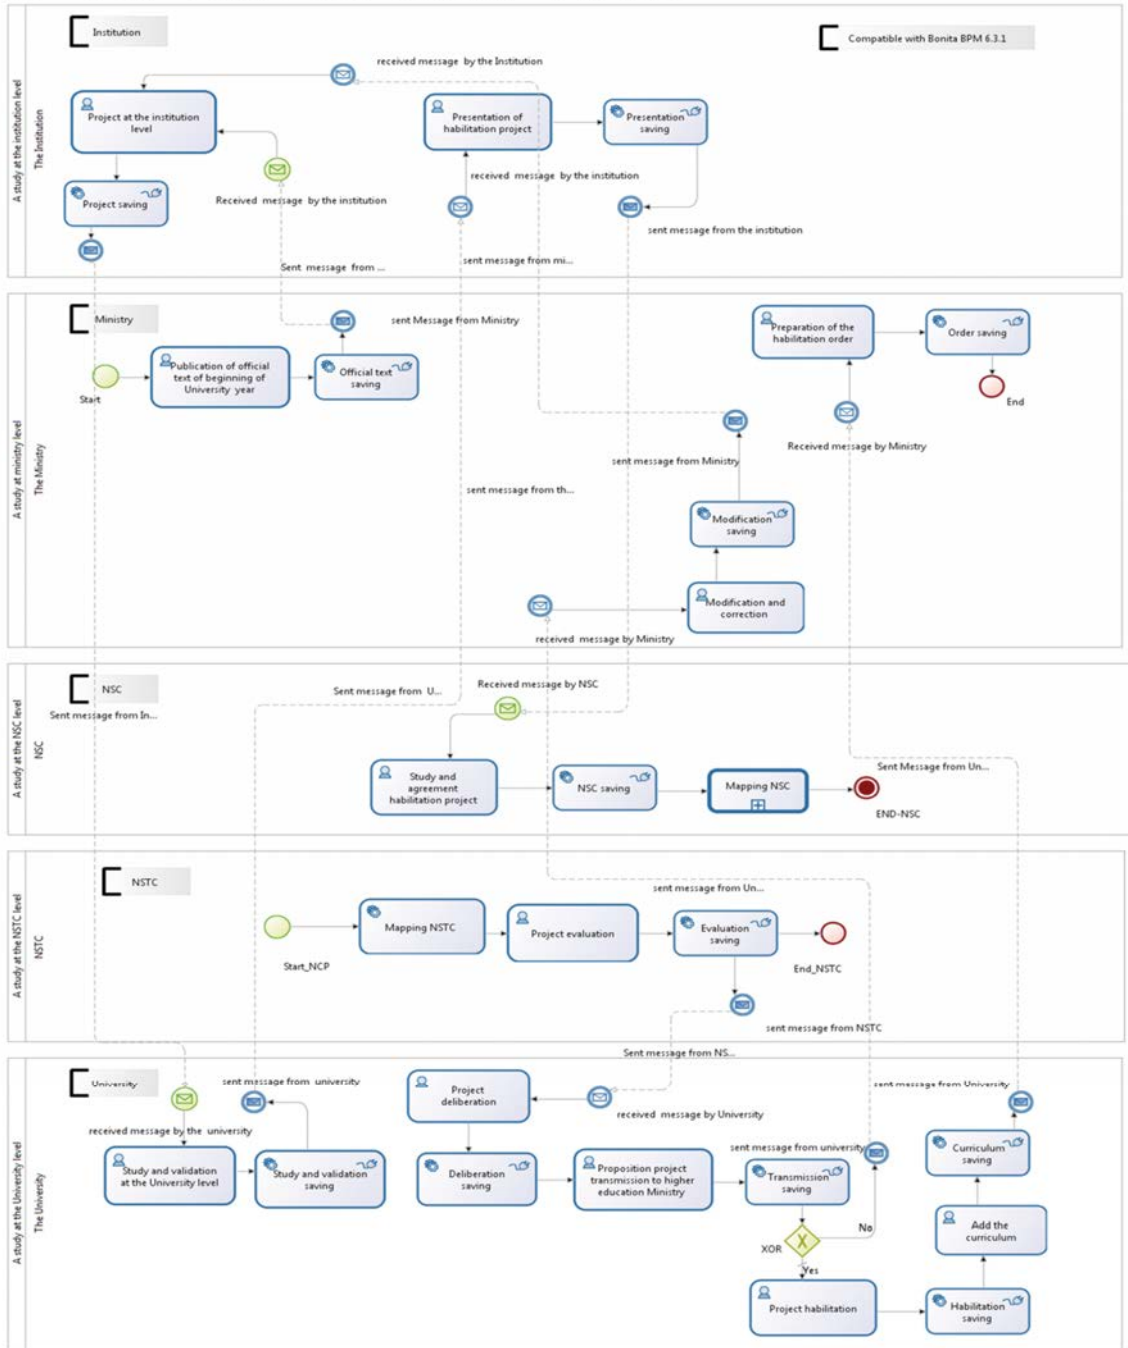 A study at the institution level
The Institution
Institution
Compatible with Bonita BPM 6.3.1
received message by the Institution
Project at the institution
level
Presentation of
habilitation project
Presentation
saving
Project saving
Received message by the institution
received message by the institution
sent message from the institution
Sent message from ...
sent message from mi...
A study at ministry level
The Ministry
Ministry
sent Message from Ministry
Start
Publication of official
text of beginning of
University year
Official text
saving
Preparation of the
habilitation order
Order saving
End
Received message by Ministry
sent message from Ministry
sent message from th...
Modification
saving
Modification and
correction
received message by Ministry
A study at the NSC level
NSC
NSC
Sent message from In...
Sent message from U...
Received message by NSC
Study and
agreement
habilitation project
NSC saving
Mapping NSC
END-NSC
Sent Message from Un...
A study at the NSTC level
NSTC
NSTC
sent message from Un...
Start_NCP
Mapping NSTC
Project evaluation
Evaluation
saving
End_NSTC
sent message from NSTC
Sent message from NS...
A study at the University level
The University
University
sent message from university
received message by the university
Study and validation
at the University level
Study and validation
saving
Project
deliberation
received message by University
Deliberation
saving
Proposition project
transmission to higher
education Ministry
sent message from university
Transmission
saving
XOR
No
Yes
Project habilitation
Habilitation
saving
Add the
curriculum
Curriculum
saving
sent message from University